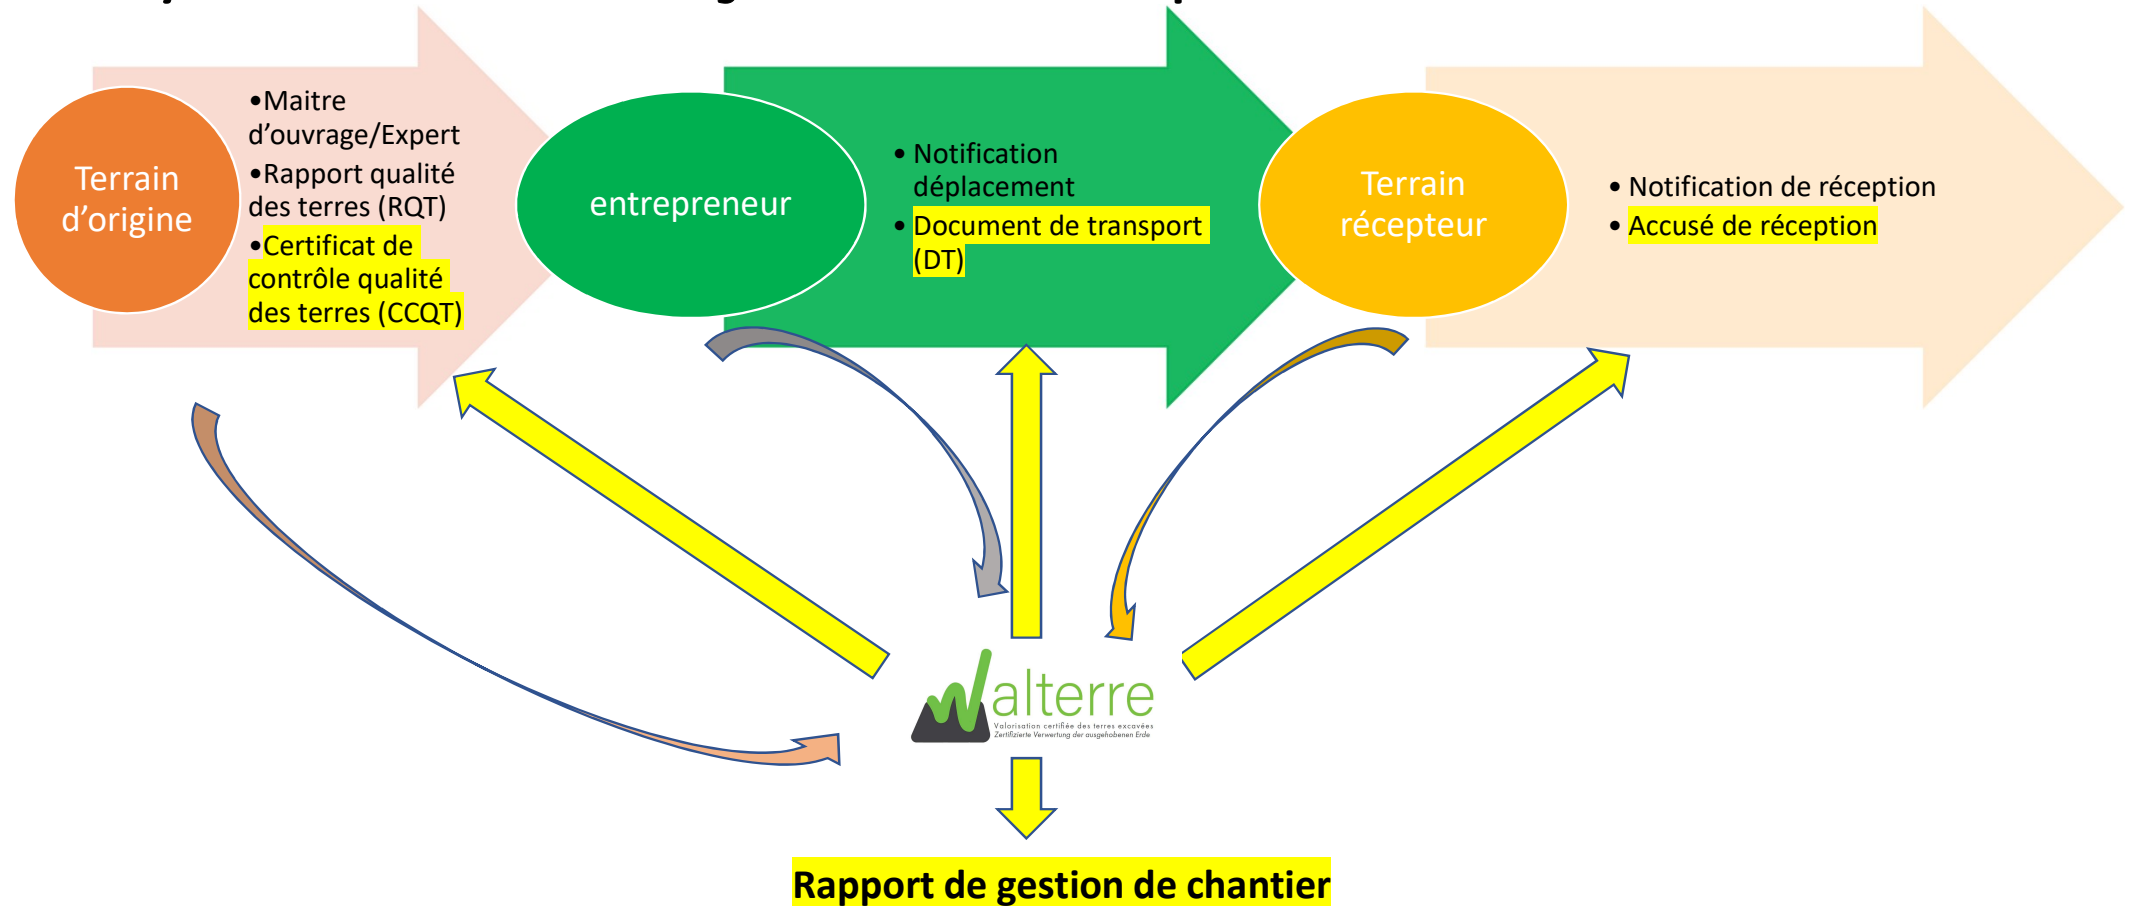 Terrain
d'origine
•Maitre
d'ouvrage/Expert
•Rapport qualité
des terres (RQT)
•Certificat de
contrôle qualité
des terres (CCQT)
entrepreneur
• Notification
déplacement
• Document de transport
(DT)
Terrain
récepteur
• Notification de réception
• Accusé de réception
Walterre
Valorisation certifiée des terres excavées
Zertifizierte Verwertung der ausgehobenen Erde
Rapport de gestion de chantier